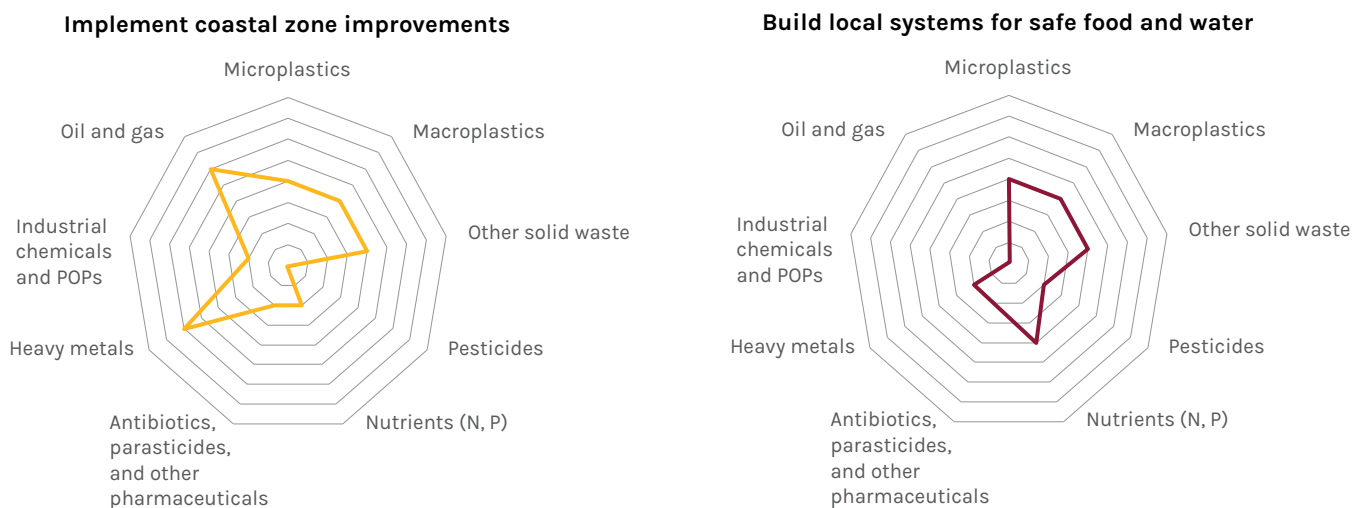 Implement coastal zone improvements
Microplastics
Oil and gas
Macroplastics
Industrial
chemicals
and POPs
Other solid waste
Heavy metals
Pesticides
Antibiotics,
parasticides,
and other
pharmaceuticals
Nutrients (N, P)
Build local systems for safe food and water
Microplastics
Oil and gas
Macroplastics
Industrial
chemicals
and POPs
Other solid waste
Heavy metals
Pesticides
Antibiotics,
parasticides,
and other
pharmaceuticals
Nutrients (N, P)